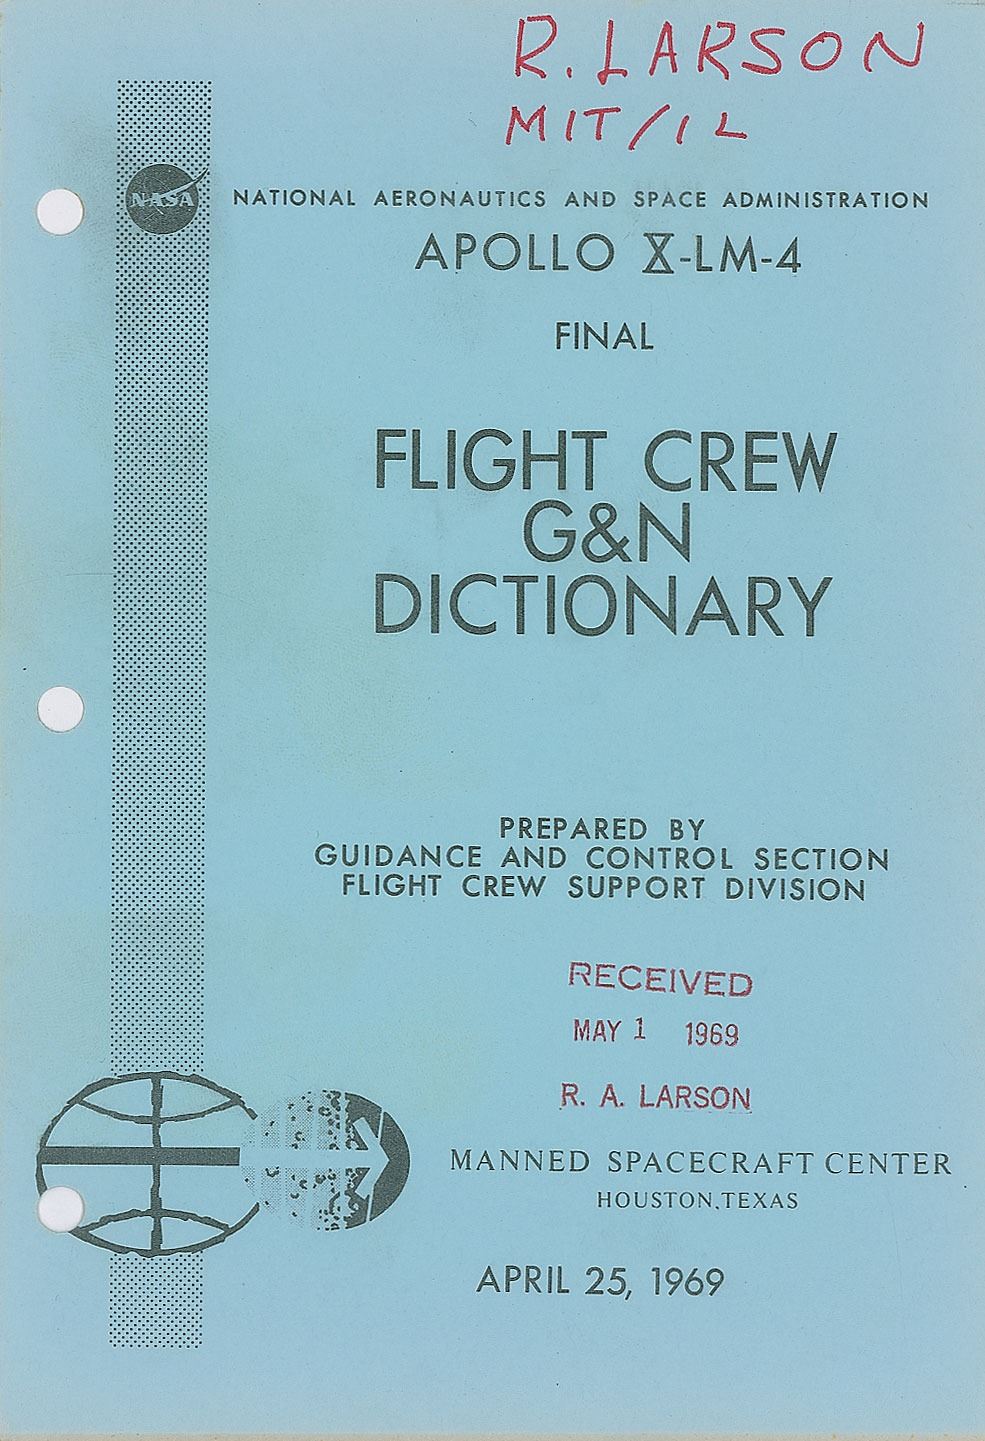 R. LARSON
MIT/IL
NASA
NATIONAL AERONAUTICS AND SPACE ADMINISTRATION
APOLLO X-LM-4
FINAL
FLIGHT CREW
G&N
DICTIONARY
PREPARED BY
GUIDANCE AND CONTROL SECTION
FLIGHT CREW SUPPORT DIVISION
RECEIVED
MAY 1 1969
R. A. LARSON
MANNED SPACECRAFT CENTER
HOUSTON, TEXAS
APRIL 25, 1969